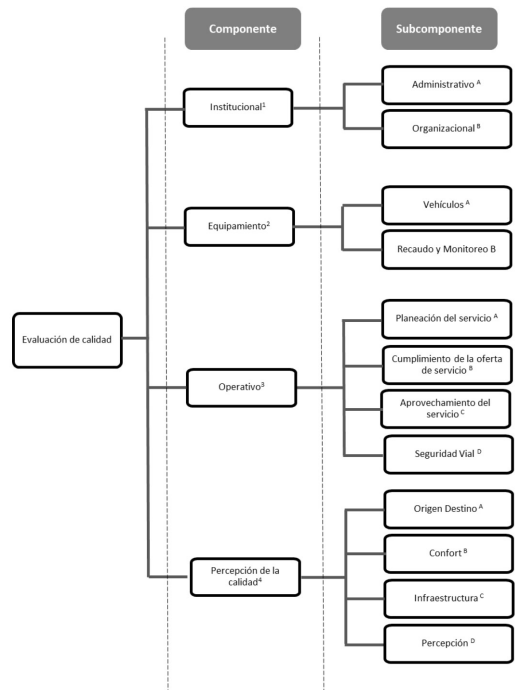 Componente
Subcomponente
Evaluación de calidad
Institucional¹
Administrativo ᴬ
Organizacional ᴮ
Equipamiento²
Vehículos ᴬ
Recaudo y Monitoreo B
Operativo³
Planeación del servicio ᴬ
Cumplimiento de la oferta
de servicio ᴮ
Aprovechamiento del
servicio ᶜ
Seguridad Vial ᴰ
Percepción de la
calidad⁴
Origen Destino ᴬ
Confort ᴮ
Infraestructura ᶜ
Percepción ᴰ